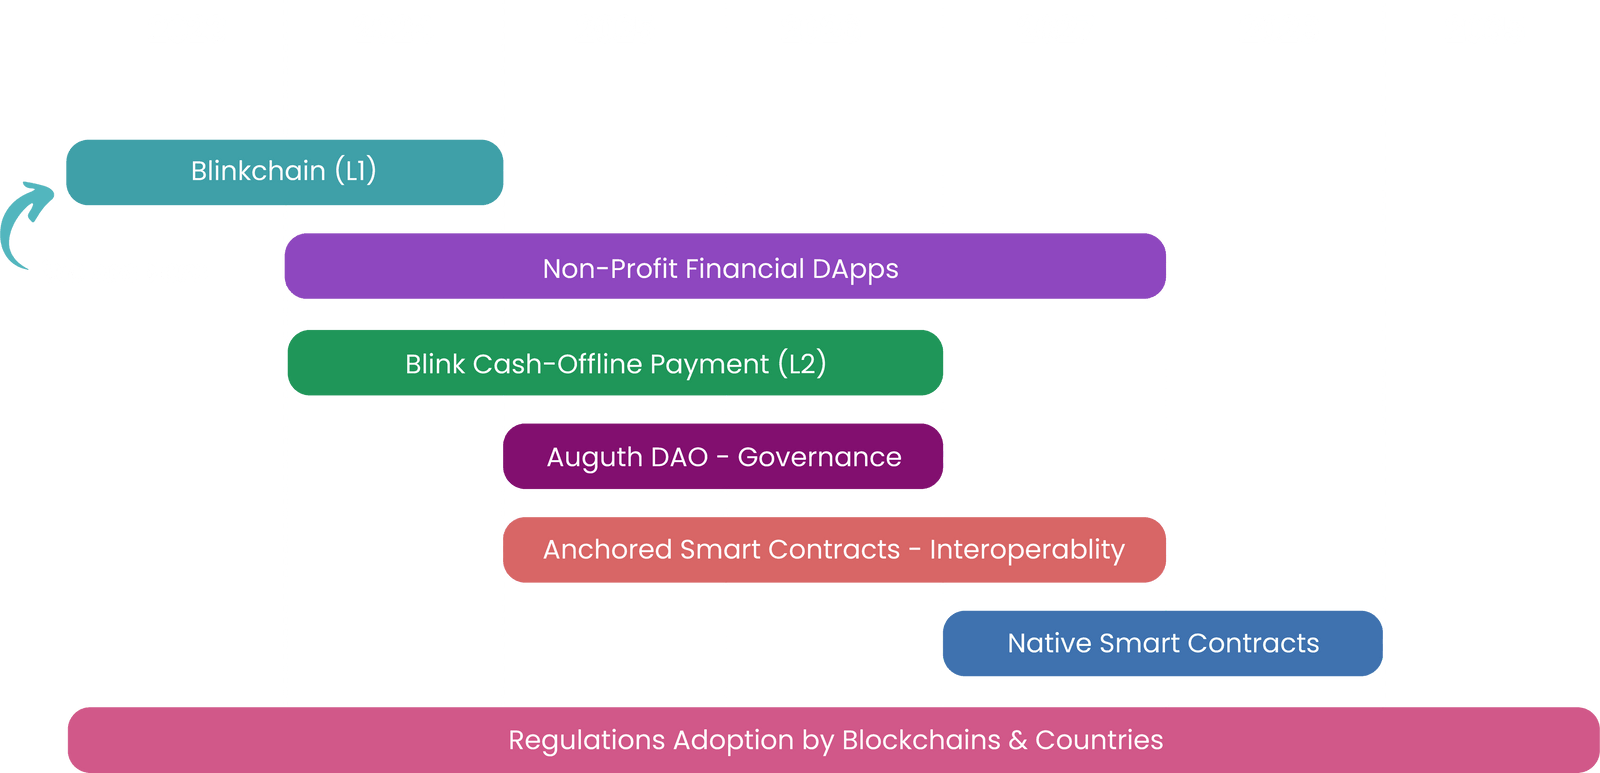 Blinkchain (L1)
Non-Profit Financial DApps
Blink Cash-Offline Payment (L2)
Auguth DAO - Governance
Anchored Smart Contracts - Interoperablity
Native Smart Contracts
Regulations Adoption by Blockchains & Countries